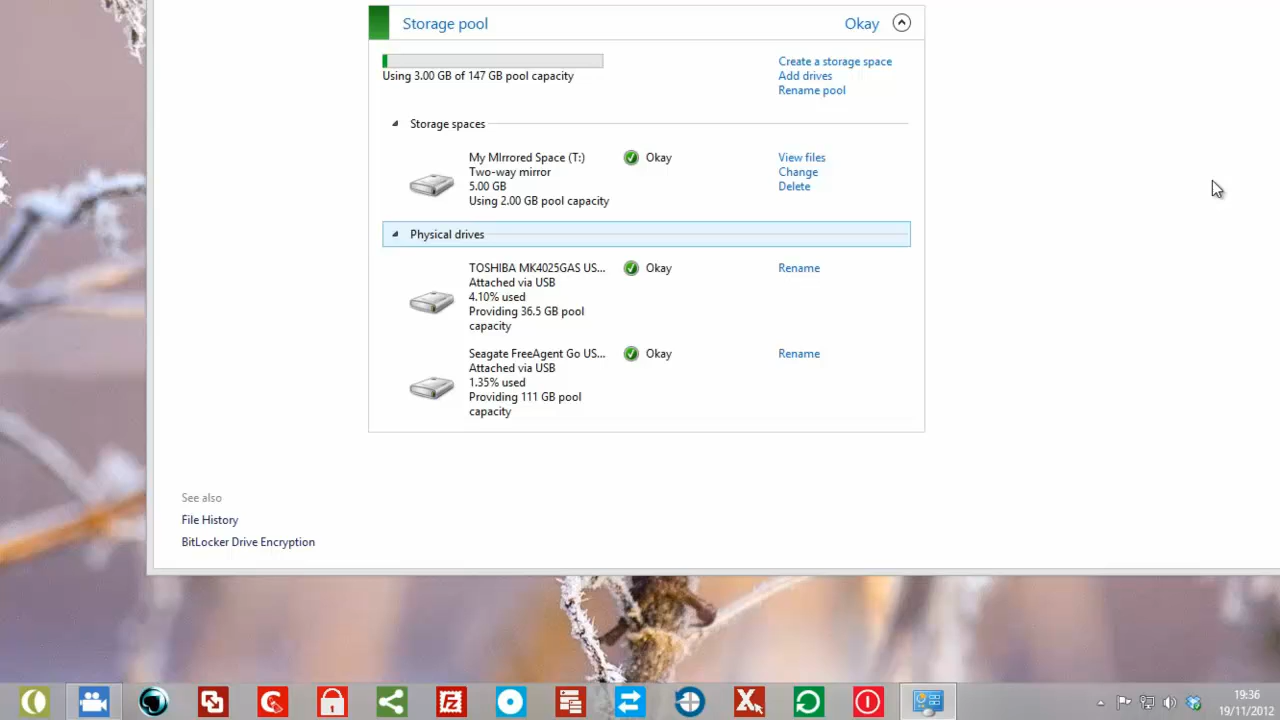 Storage pool
Okay
Using 3.00 GB of 147 GB pool capacity
Create a storage space
Add drives
Rename pool
Storage spaces
My MIrrored Space (T:)
Okay
View files
Two-way mirror
Change
5.00 GB
Delete
Using 2.00 GB pool capacity
Physical drives
TOSHIBA MK4025GAS US...
Okay
Rename
Attached via USB
4.10% used
Providing 36.5 GB pool
capacity
Seagate FreeAgent Go US...
Okay
Rename
Attached via USB
1.35% used
Providing 111 GB pool
capacity
See also
File History
BitLocker Drive Encryption
19:36
19/11/2012